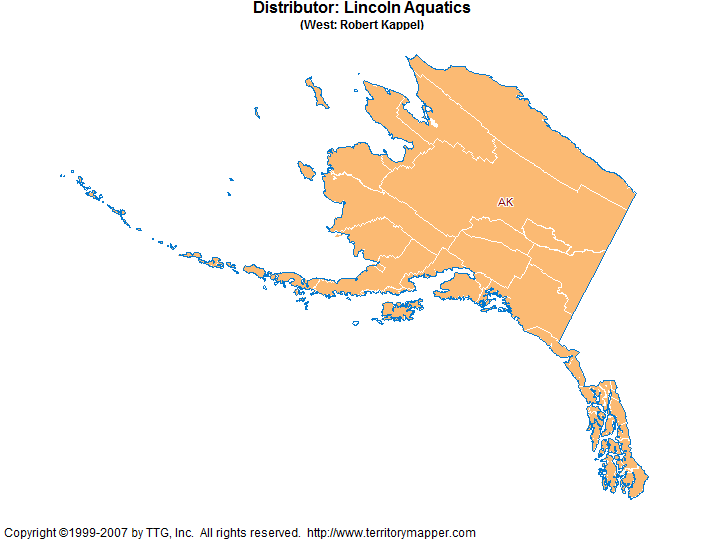 Distributor: Lincoln Aquatics
(West: Robert Kappel)
AK
Copyright ©1999-2007 by TTG, Inc. All rights reserved. http://www.territorymapper.com